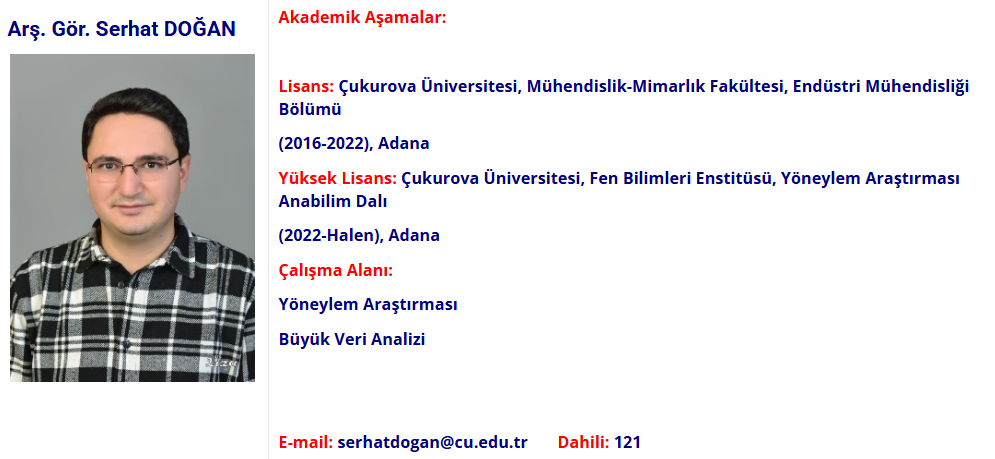 Arş. Gör. Serhat DOĞAN
Akademik Aşamalar:
Lisans: Çukurova Üniversitesi, Mühendislik-Mimarlık Fakültesi, Endüstri Mühendisliği
Bölümü
(2016-2022), Adana
Yüksek Lisans: Çukurova Üniversitesi, Fen Bilimleri Enstitüsü, Yöneylem Araştırması
Anabilim Dalı
(2022-Halen), Adana
Çalışma Alanı:
Yöneylem Araştırması
Büyük Veri Analizi
E-mail: serhatdogan@cu.edu.tr Dahili: 121